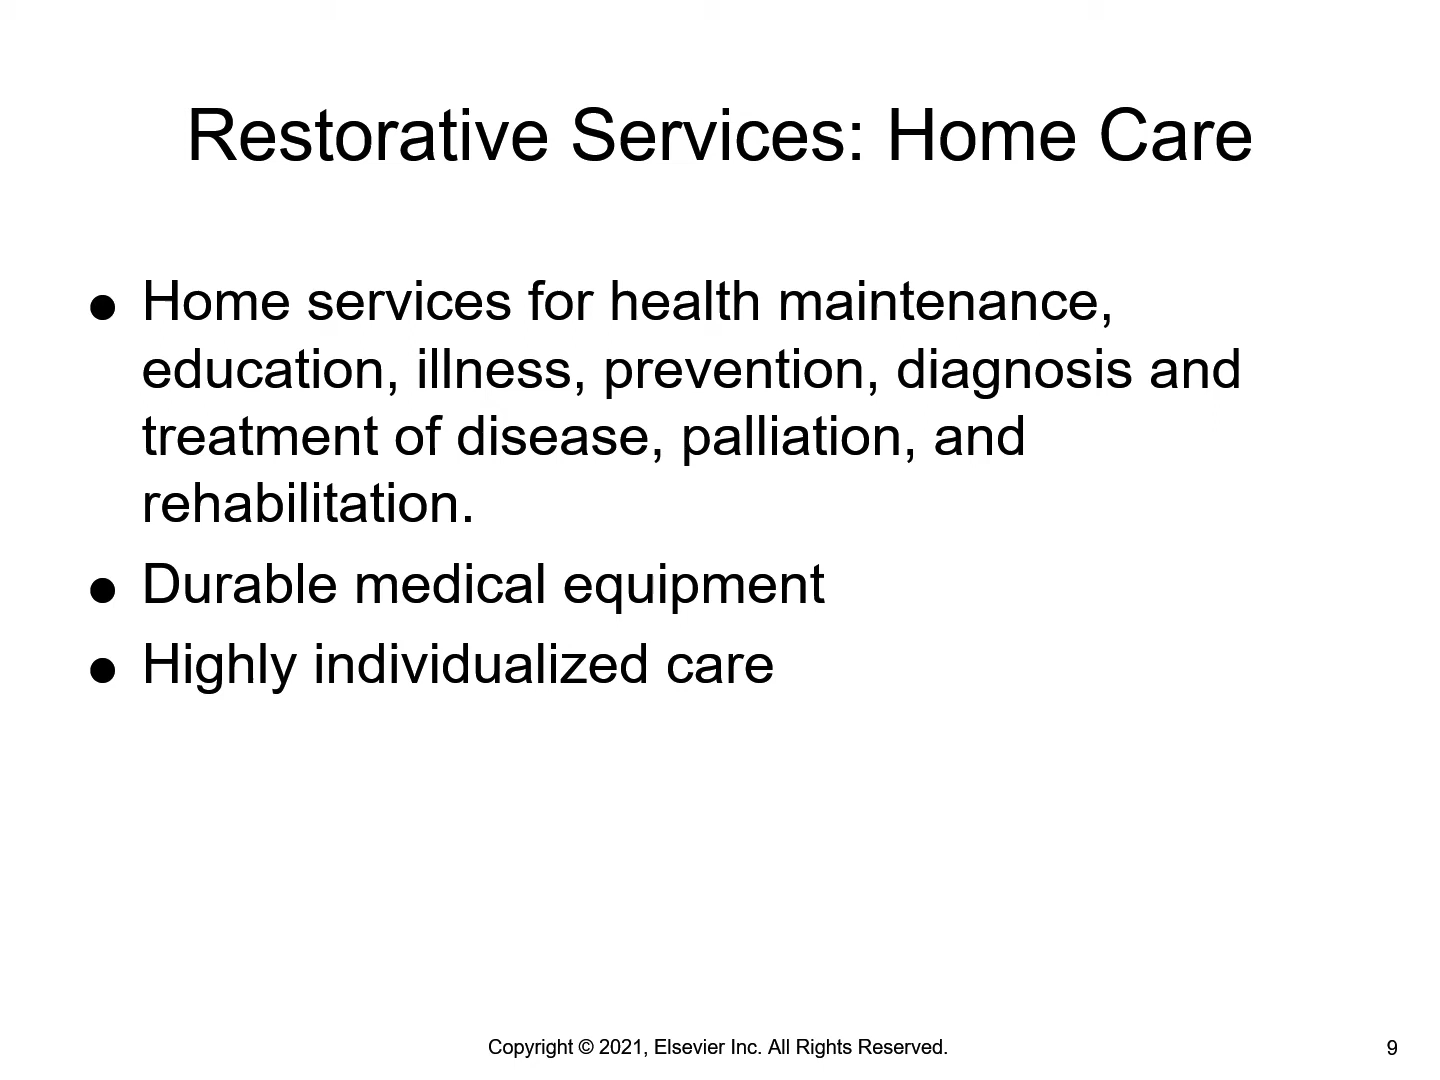 Restorative Services: Home Care
● Home services for health maintenance,
education, illness, prevention, diagnosis and
treatment of disease, palliation, and
rehabilitation.
● Durable medical equipment
● Highly individualized care
Copyright © 2021, Elsevier Inc. All Rights Reserved.
9